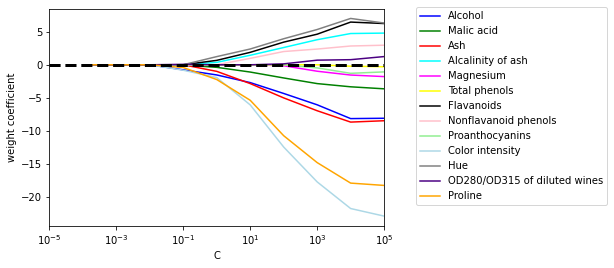 5
0
−5
−10
−15
−20
weight coefficient
10^−5
10^−3
10^−1
10^1
10^3
10^5
C
Alcohol
Malic acid
Ash
Alcalinity of ash
Magnesium
Total phenols
Flavanoids
Nonflavanoid phenols
Proanthocyanins
Color intensity
Hue
OD280/OD315 of diluted wines
Proline